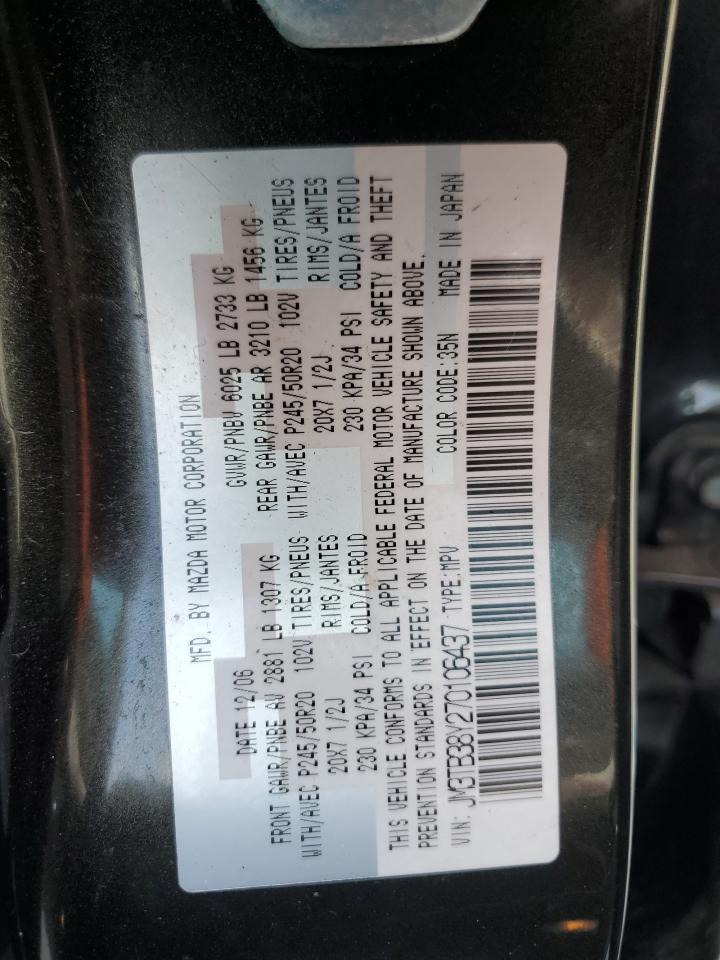 MFD. BY MAZDA MOTOR CORPORATION
DATE 12/06 GVWR/PNBV 6025 LB 2733 KG
FRONT GAWR/PNBE AV 2881 LB 1307 KG REAR GAWR/PNBE AR 3210 LB 1456 KG
WITH/AVEC P245/50R20 102V TIRES/PNEUS WITH/AVEC P245/50R20 102V TIRES/PNEUS
20X7 1/2J RIMS/JANTES 20X7 1/2J RIMS/JANTES
230 KPA/34 PSI COLD/A FROID 230 KPA/34 PSI COLD/A FROID
THIS VEHICLE CONFORMS TO ALL APPLICABLE FEDERAL MOTOR VEHICLE SAFETY AND THEFT
PREVENTION STANDARDS IN EFFECT ON THE DATE OF MANUFACTURE SHOWN ABOVE.
COLOR CODE:35N MADE IN JAPAN
VIN: JM3TB38Y270106437 TYPE:MPV